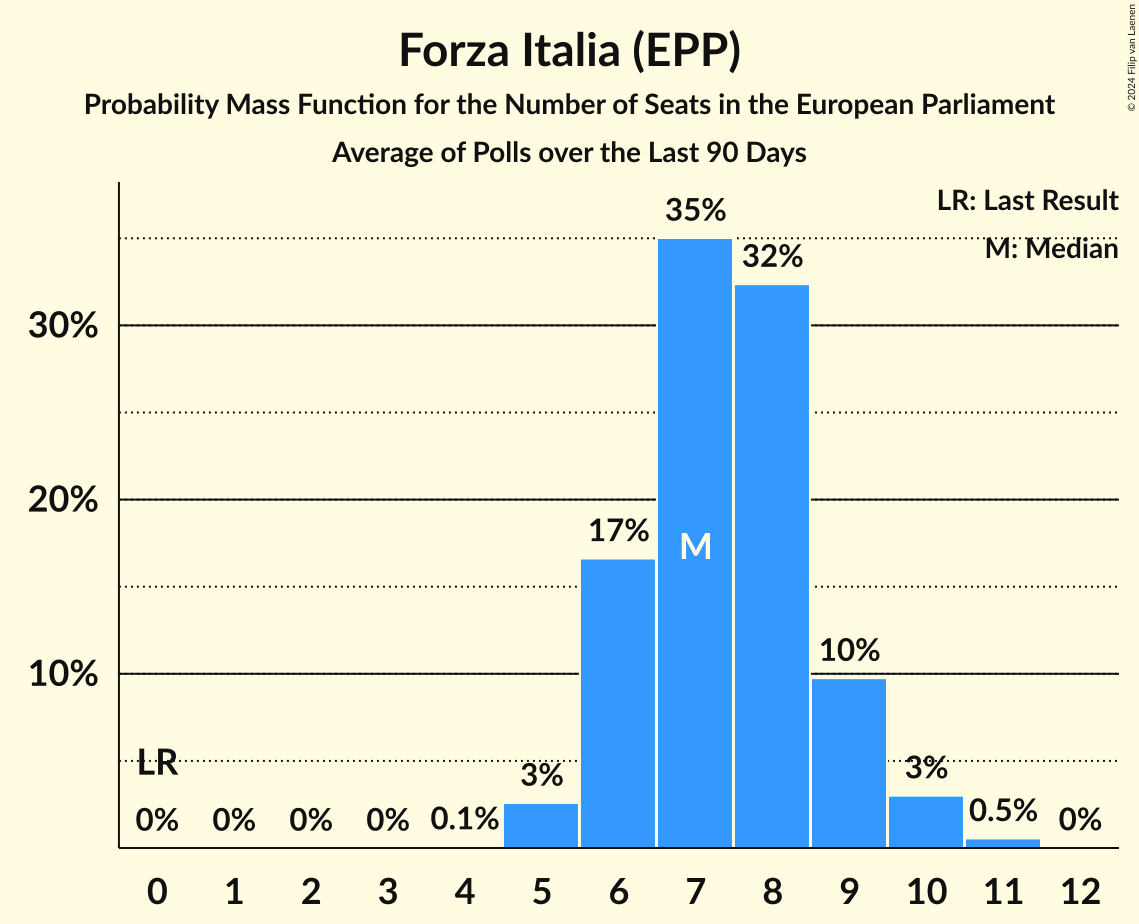 Forza Italia (EPP)
Probability Mass Function for the Number of Seats in the European Parliament
Average of Polls over the Last 90 Days
© 2024 Filip van Laenen
LR: Last Result
M: Median
35%
32%
30%
20%
17%
M
10%
10%
LR
3%
3%
0%
0%
0%
0%
0.1%
0.5%
0%
0 1 2 3 4 5 6 7 8 9 10 11 12